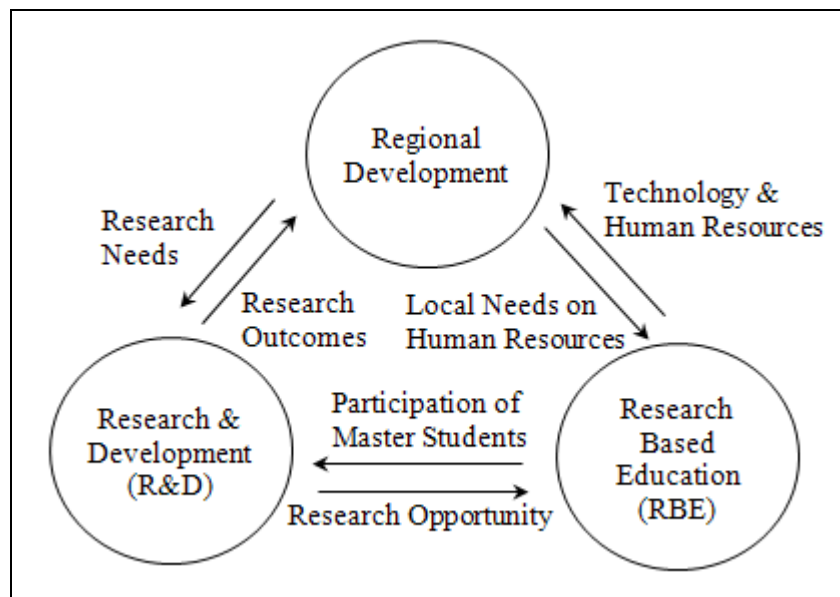 Regional
Development
Technology &
Human Resources
Research
Needs
Research
Outcomes
Local Needs on
Human Resources
Research &
Development
(R&D)
Participation of
Master Students
Research Opportunity
Research
Based
Education
(RBE)